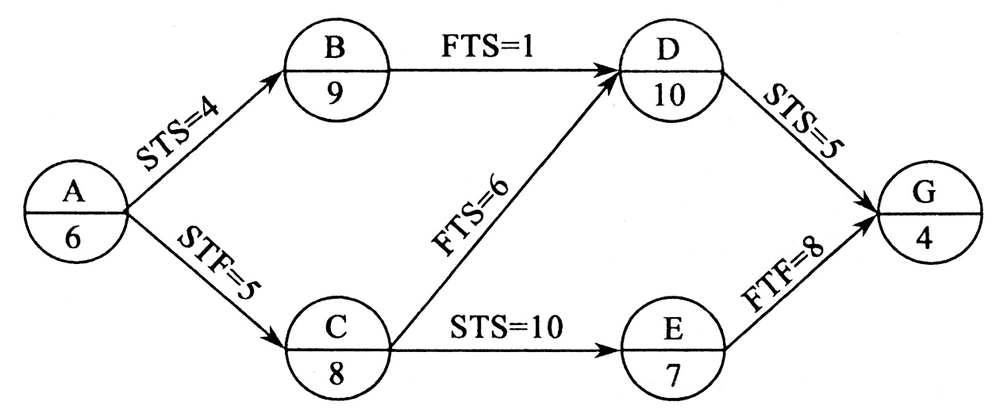 B
9
FTS=1
D
10
STS=4
STS=5
A
6
FTS=6
G
4
STF=5
FTF=8
C
8
STS=10
E
7